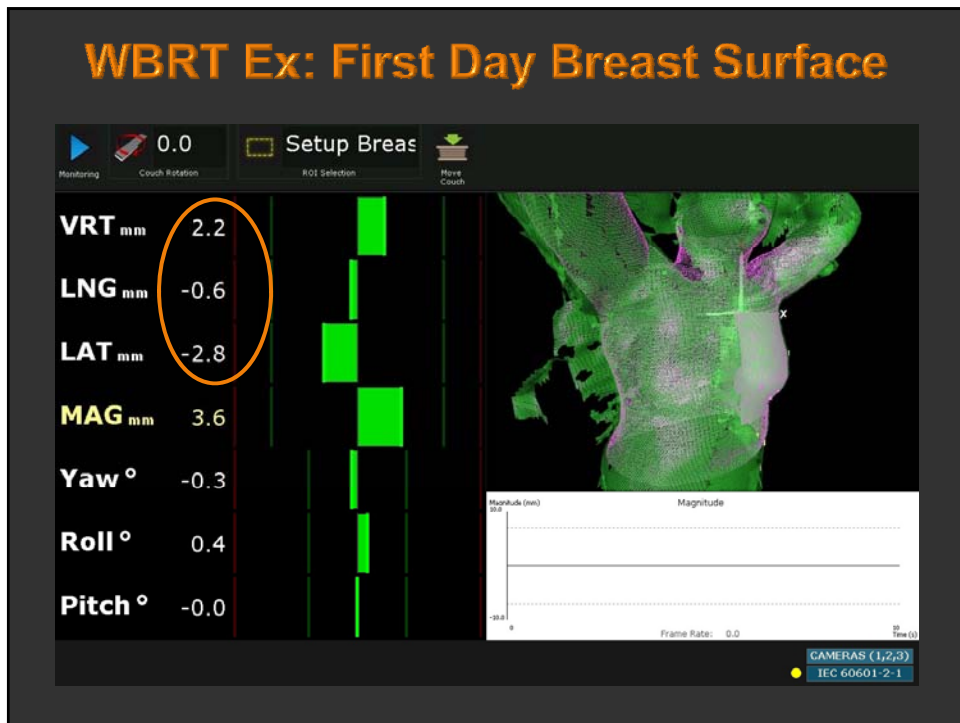 WBRT Ex: First Day Breast Surface
0.0
Setup Breas
Monitoring
Couch Rotation
ROI Selection
Move
Couch
VRT mm 2.2
LNG mm -0.6
LAT mm -2.8
MAG mm 3.6
Yaw ° -0.3
Roll ° 0.4
Pitch ° -0.0
X
Magnitude (mm)
Magnitude
10.0
-10.0
0
10
Frame Rate: 0.0
Time (s)
CAMERAS (1,2,3)
IEC 60601-2-1